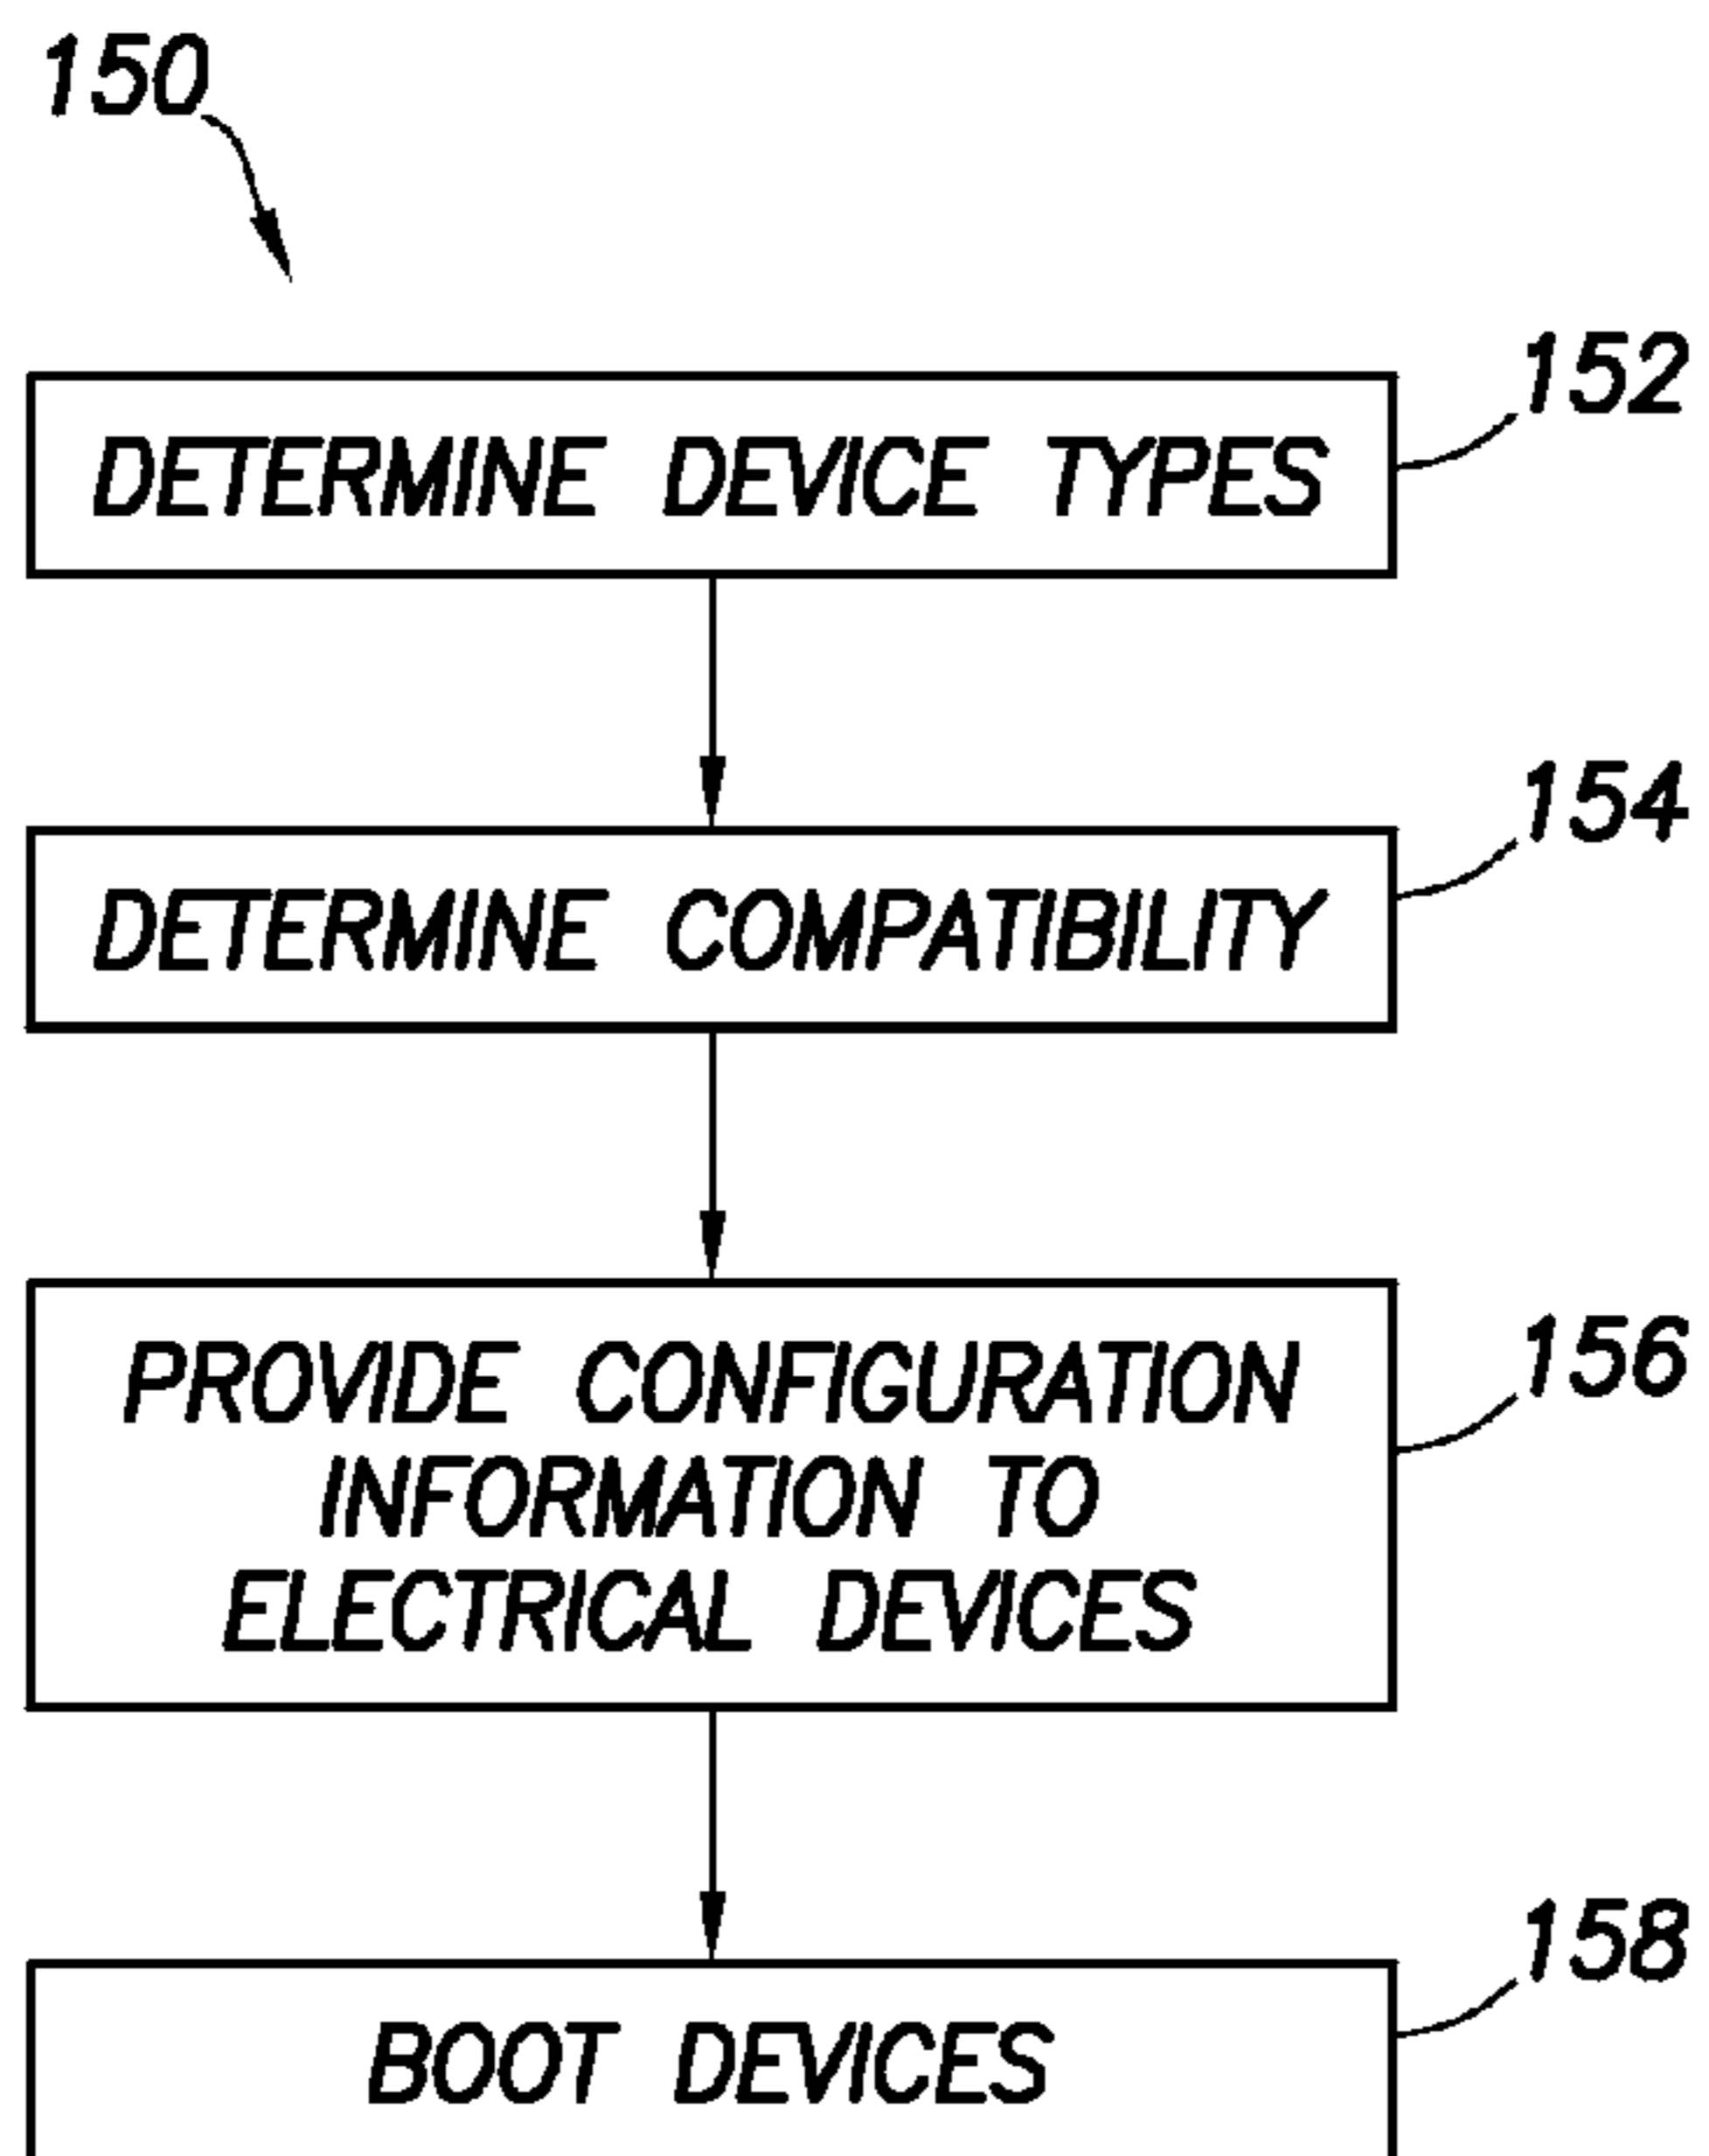 150
152
DETERMINE DEVICE TYPES
154
DETERMINE COMPATIBILITY
156
PROVIDE CONFIGURATION
INFORMATION TO
ELECTRICAL DEVICES
158
BOOT DEVICES